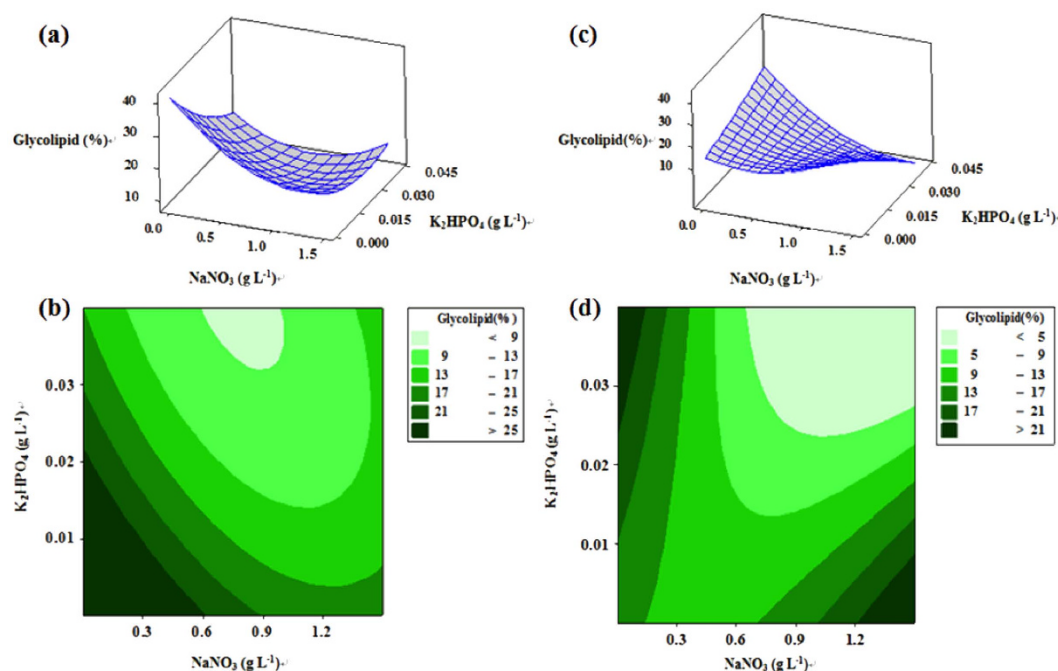 (a)
40
30
Glycolipid (%)
20
10
0.0
0.5
1.0
1.5
0.000
0.015
0.030
0.045
K₂HPO₄ (g L⁻¹)
NaNO₃ (g L⁻¹)
(c)
40
30
Glycolipid(%)
20
10
0.0
0.5
1.0
1.5
0.000
0.015
0.030
0.045
K₂HPO₄ (g L⁻¹)
NaNO₃ (g L⁻¹)
(b)
K₂HPO₄ (g L⁻¹)
0.03
0.02
0.01
0.3 0.6 0.9 1.2
NaNO₃ (g L⁻¹)
Glycolipid(% )
< 9
9 – 13
13 – 17
17 – 21
21 – 25
> 25
(d)
K₂HPO₄ (g L⁻¹)
0.03
0.02
0.01
0.3 0.6 0.9 1.2
NaNO₃ (g L⁻¹)
Glycolipid(%)
< 5
5 – 9
9 – 13
13 – 17
17 – 21
> 21